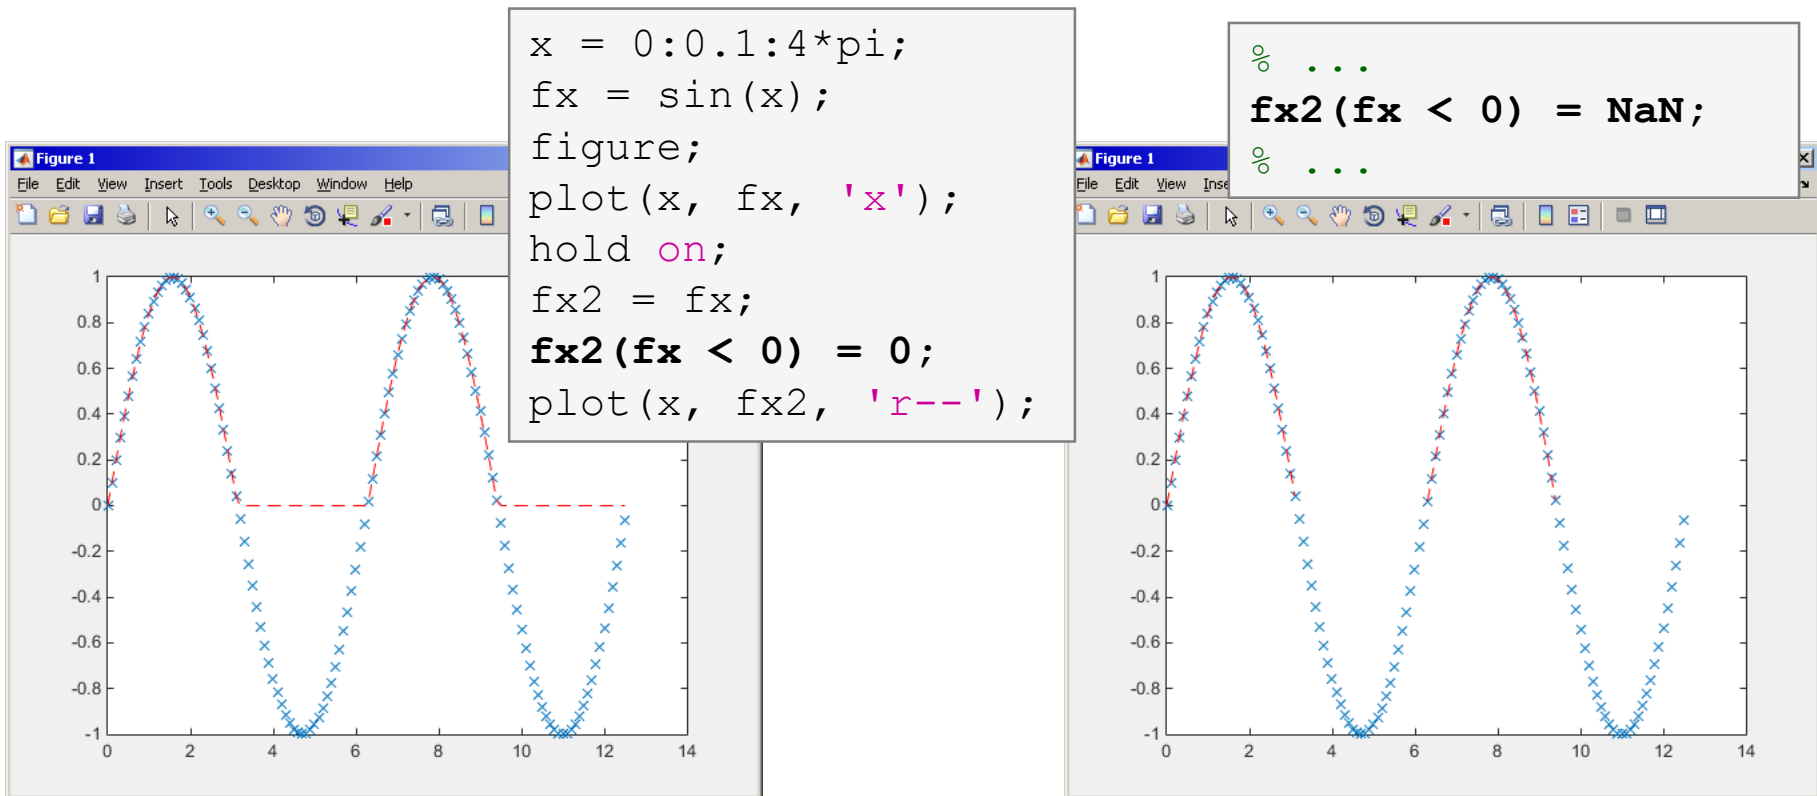 x = 0:0.1:4*pi;
fx = sin(x);
figure;
plot(x, fx, 'x');
hold on;
fx2 = fx;
fx2(fx < 0) = 0;
plot(x, fx2, 'r--');
% ...
fx2(fx < 0) = NaN;
% ...
Figure 1
File Edit View Insert Tools Desktop Window Help
1
0.8
0.6
0.4
0.2
0
-0.2
-0.4
-0.6
-0.8
-1
0 2 4 6 8 10 12 14
Figure 1
File Edit View Inse
1
0.8
0.6
0.4
0.2
0
-0.2
-0.4
-0.6
-0.8
-1
0 2 4 6 8 10 12 14